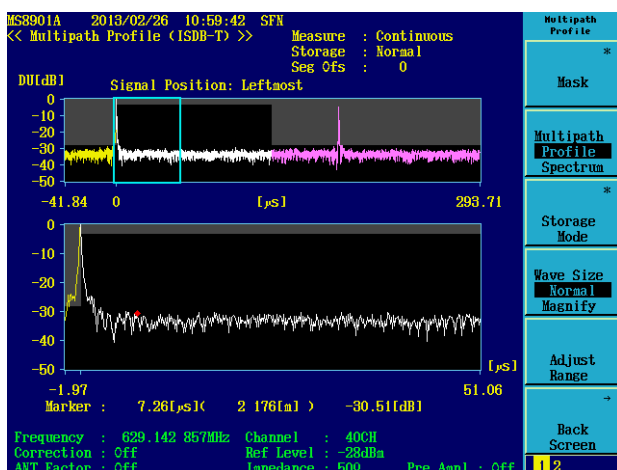 MS8901A 2013/02/26 10:59:42 SFN
<< Multipath Profile (ISDB-T) >> Measure : Continuous
Storage : Normal
Seg Ofs : 0
DU[dB]
Signal Position: Leftmost
0
-10
-20
-30
-40
-50
-41.84 0 [μs] 293.71
0
-10
-20
-30
-40
-50
[μs]
-1.97 51.06
Marker : 7.26[μs]( 2 176[m] ) -30.51[dB]
Frequency : 629.142 857MHz Channel : 40CH
Correction : Off Ref Level : -28dBm
ANT Factor : Off Impedance : 50Ω Pre Ampl : Off
Multipath
Profile
*
Mask
Multipath
Profile
Spectrum
*
Storage
Mode
Wave Size
Normal
Magnify
Adjust
Range
→
Back
Screen
1 2